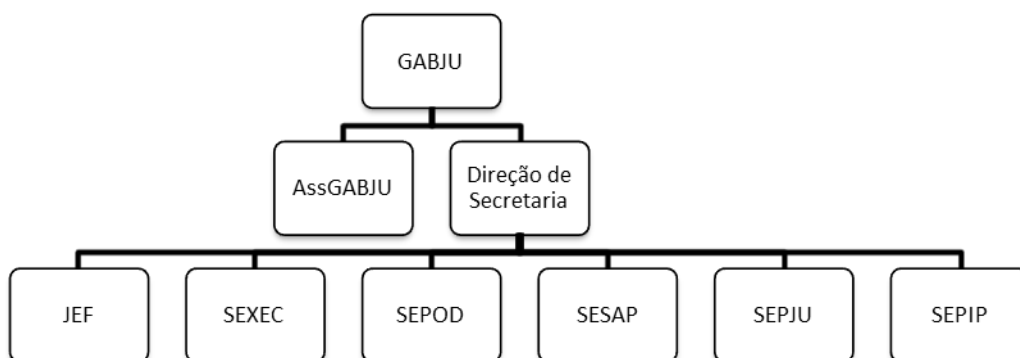 GABJU
AssGABJU
Direção de
Secretaria
JEF
SEXEC
SEPOD
SESAP
SEPJU
SEPIP